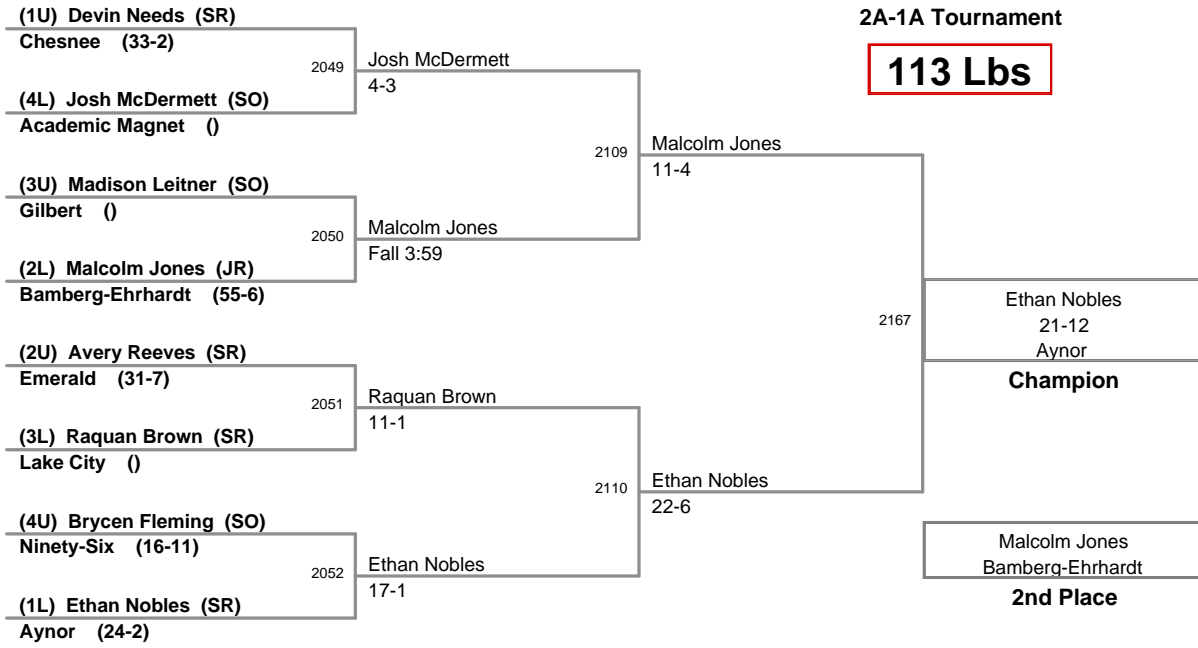 2A-1A Tournament
113 Lbs
(1U) Devin Needs (SR)
Chesnee (33-2)
2049
(4L) Josh McDermett (SO)
Academic Magnet ()
Josh McDermett
4-3
(3U) Madison Leitner (SO)
Gilbert ()
2050
(2L) Malcolm Jones (JR)
Bamberg-Ehrhardt (55-6)
Malcolm Jones
Fall 3:59
2109
Malcolm Jones
11-4
(2U) Avery Reeves (SR)
Emerald (31-7)
2051
(3L) Raquan Brown (SR)
Lake City ()
Raquan Brown
11-1
(4U) Brycen Fleming (SO)
Ninety-Six (16-11)
2052
(1L) Ethan Nobles (SR)
Aynor (24-2)
Ethan Nobles
17-1
2110
Ethan Nobles
22-6
2167
Ethan Nobles
21-12
Aynor
Champion
Malcolm Jones
Bamberg-Ehrhardt
2nd Place